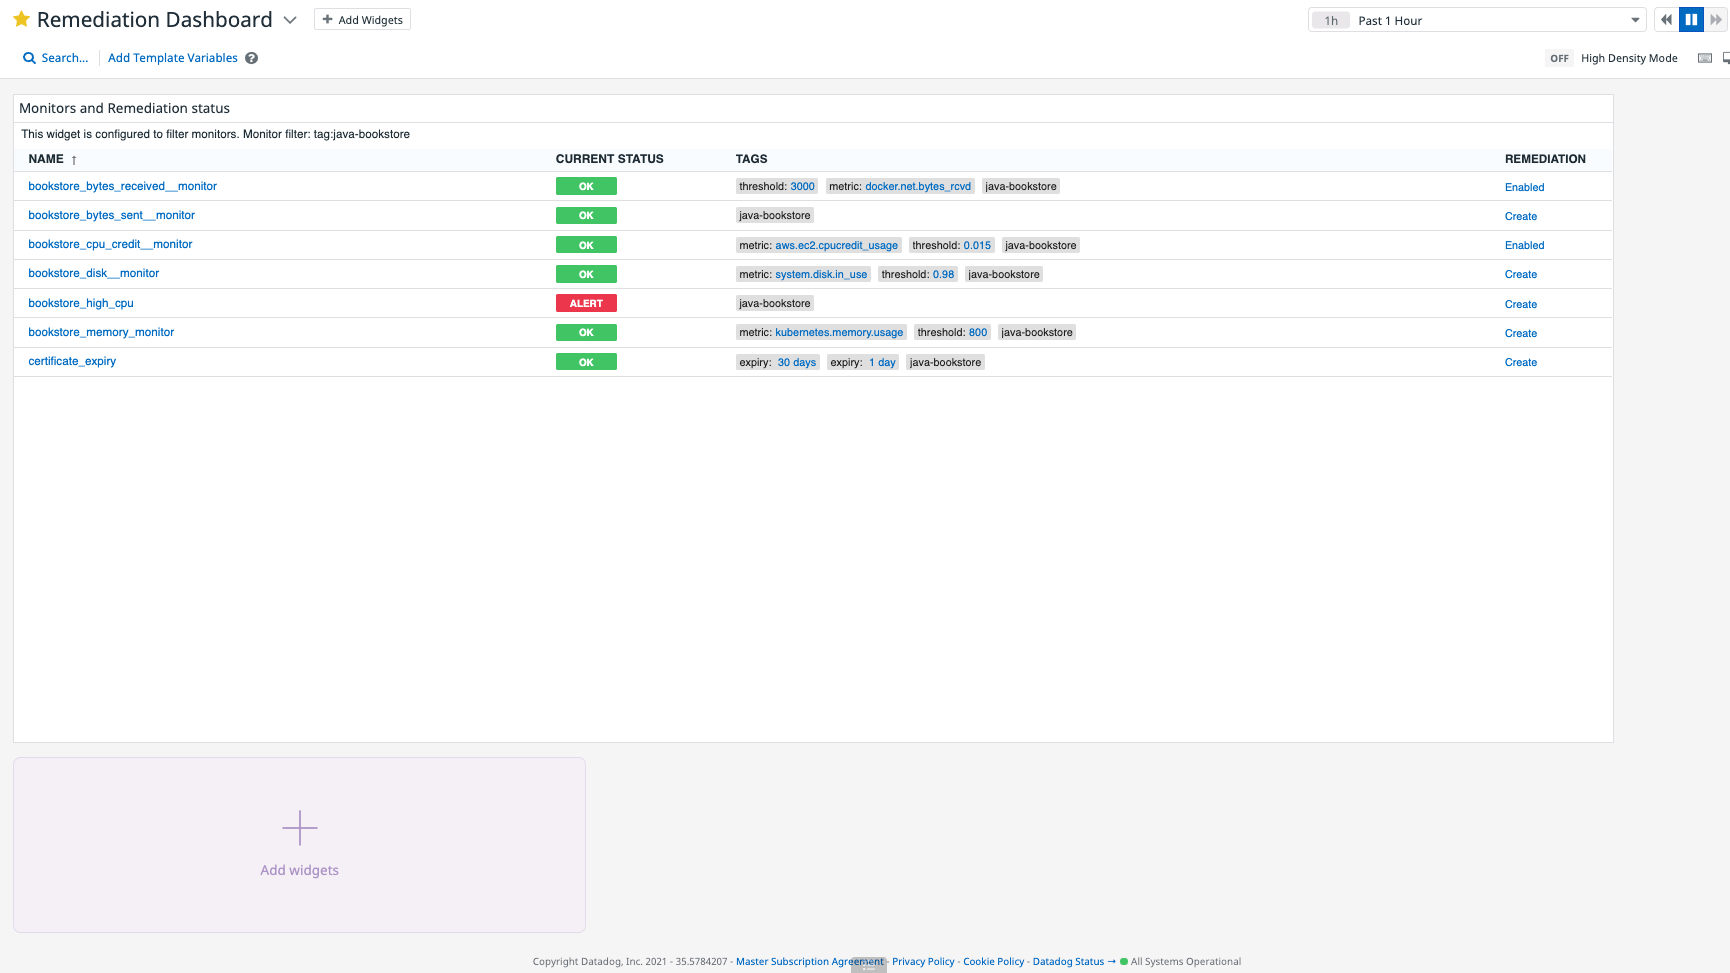 Remediation Dashboard + Add Widgets 1h Past 1 Hour
Search... Add Template Variables ? OFF High Density Mode
Monitors and Remediation status
This widget is configured to filter monitors. Monitor filter: tag:java-bookstore
NAME ↑ CURRENT STATUS TAGS REMEDIATION
bookstore_bytes_received__monitor OK threshold: 3000 metric: docker.net.bytes_rcvd java-bookstore Enabled
bookstore_bytes_sent__monitor OK java-bookstore Create
bookstore_cpu_credit__monitor OK metric: aws.ec2.cpucredit_usage threshold: 0.015 java-bookstore Enabled
bookstore_disk__monitor OK metric: system.disk.in_use threshold: 0.98 java-bookstore Create
bookstore_high_cpu ALERT java-bookstore Create
bookstore_memory_monitor OK metric: kubernetes.memory.usage threshold: 800 java-bookstore Create
certificate_expiry OK expiry: 30 days expiry: 1 day java-bookstore Create
Add widgets
Copyright Datadog, Inc. 2021 - 35.5784207 - Master Subscription Agreement - Privacy Policy - Cookie Policy - Datadog Status → All Systems Operational